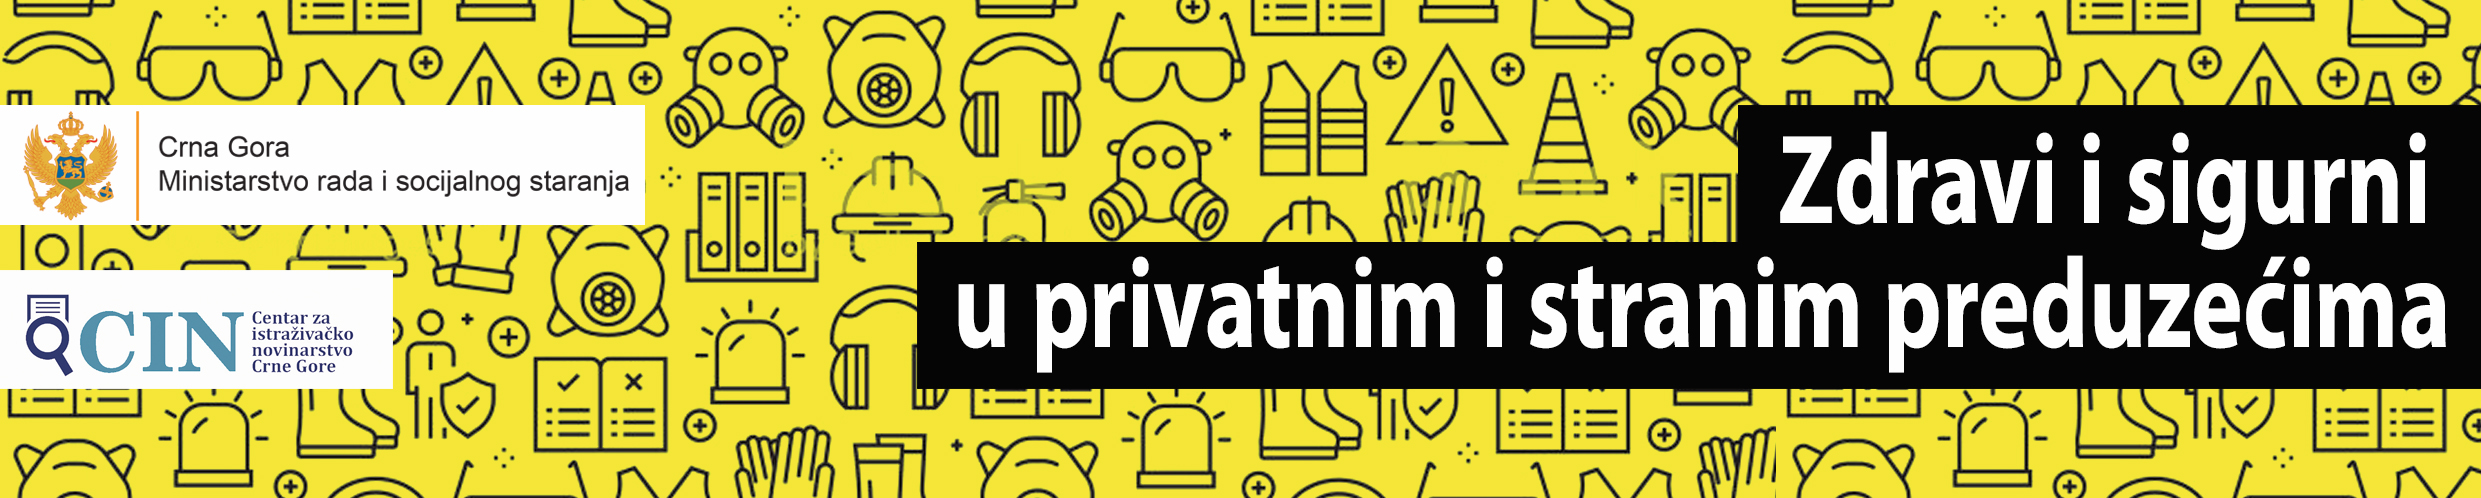 Crna Gora
Ministarstvo rada i socijalnog staranja
CIN
Centar za
istraživačko
novinarstvo
Crne Gore
Zdravi i sigurni
u privatnim i stranim preduzećima